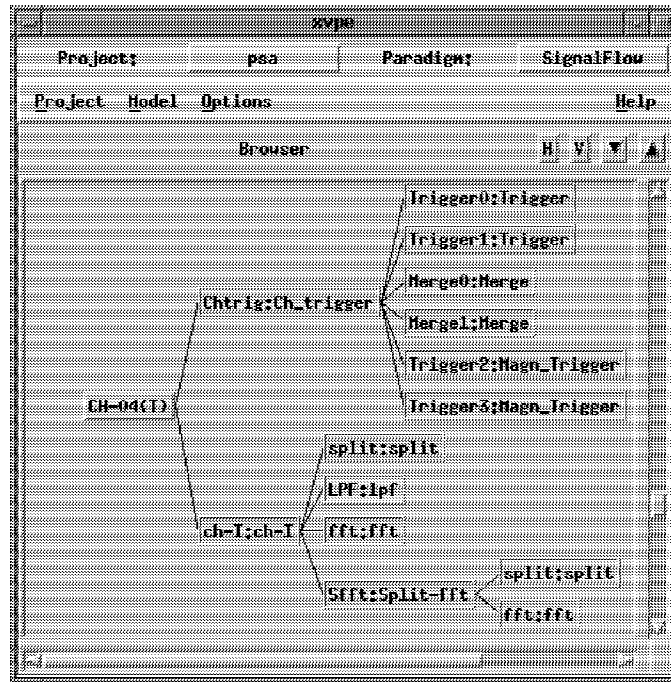 xvpe
Project: psa Paradigm: SignalFlow
Project Model Options Help
Browser H V
Trigger0:Trigger
Trigger1:Trigger
Merge0:Merge
Chtrig:Ch_trigger
Merge1:Merge
Trigger2:Magn_Trigger
CH-04(T)
Trigger3:Magn_Trigger
split:split
LPF:lpf
ch-T:ch-T
fft:fft
split:split
Sfft:Split-fft
fft:fft